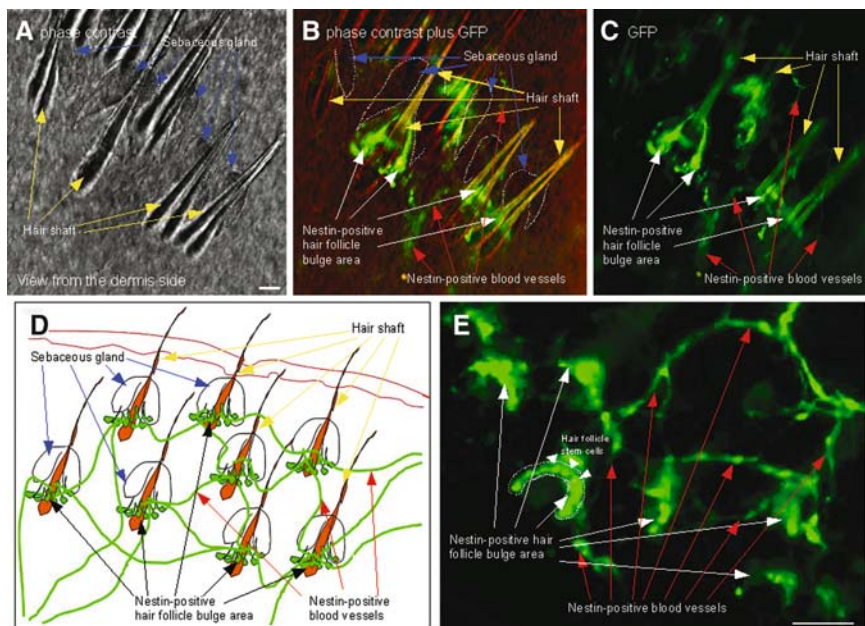 A phase contrast
Sebaceous gland
Hair shaft
View from the dermis side
B phase contrast plus GFP
Sebaceous gland
Hair shaft
Nestin-positive
hair follicle
bulge area
Nestin-positive blood vessels
C GFP
Hair shaft
Nestin-positive
hair follicle
bulge area
Nestin-positive blood vessels
D
Hair shaft
Sebaceous gland
Nestin-positive
hair follicle bulge area
Nestin-positive
blood vessels
E
Hair follicle
stem cells
Nestin-positive hair
follicle bulge area
Nestin-positive blood vessels